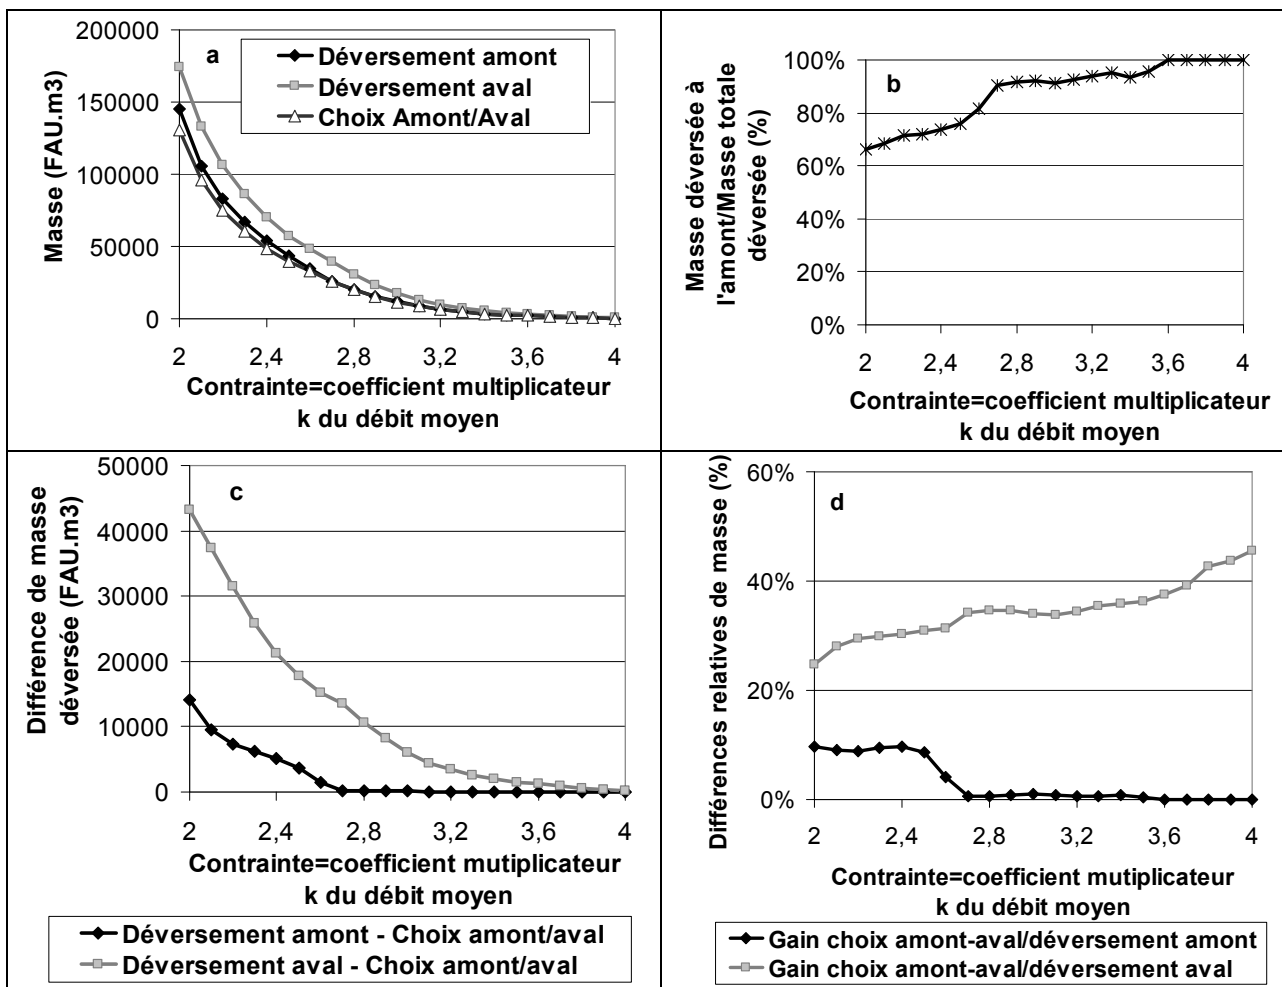 a
Déversement amont
Déversement aval
Choix Amont/Aval
Masse (FAU.m3)
200000
150000
100000
50000
0
2
2,4
2,8
3,2
3,6
4
Contrainte=coefficient multiplicateur
k du débit moyen
b
Masse déversée à
l'amont/Masse totale
déversée (%)
100%
80%
60%
40%
20%
0%
2
2,4
2,8
3,2
3,6
4
Contrainte=coefficient multiplicateur
k du débit moyen
c
Différence de masse
déversée (FAU.m3)
50000
40000
30000
20000
10000
0
2
2,4
2,8
3,2
3,6
4
Contrainte=coefficient mutiplicateur
k du débit moyen
Déversement amont - Choix amont/aval
Déversement aval - Choix amont/aval
d
Différences relatives de masse (%)
60%
40%
20%
0%
2
2,4
2,8
3,2
3,6
4
Contrainte=coefficient mutiplicateur
k du débit moyen
Gain choix amont-aval/déversement amont
Gain choix amont-aval/déversement aval